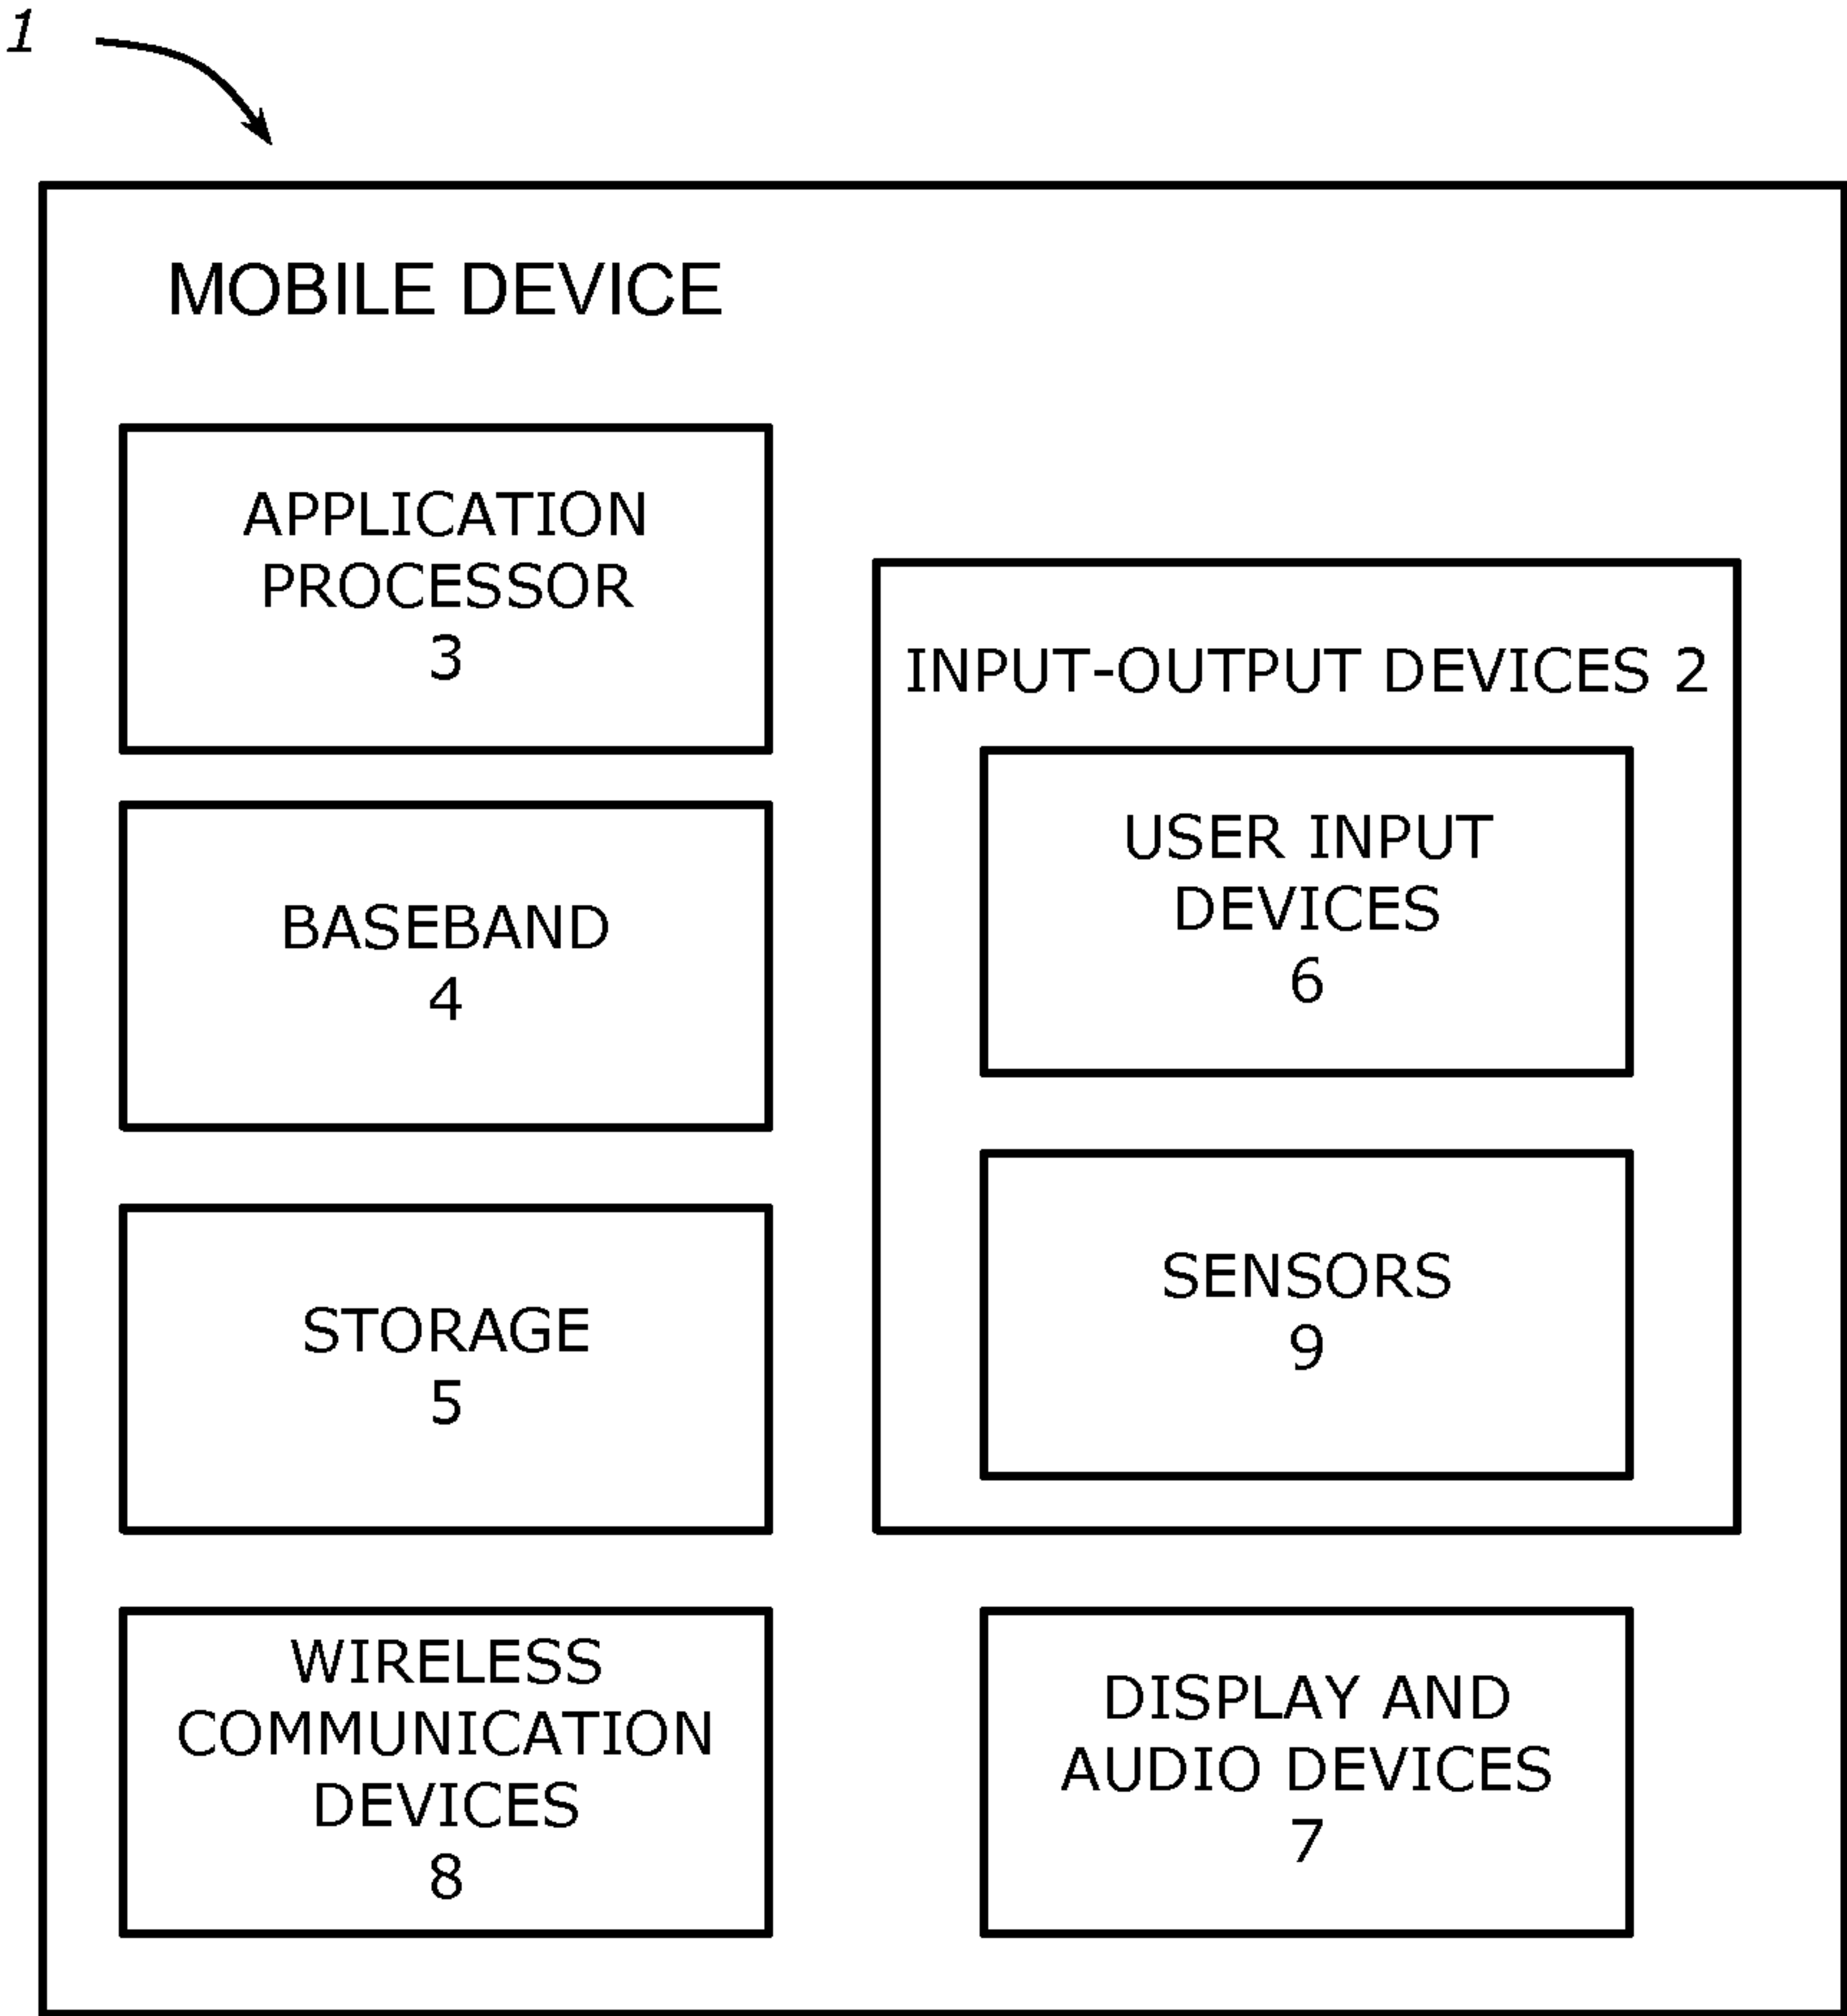 1
MOBILE DEVICE
APPLICATION
PROCESSOR
3
BASEBAND
4
STORAGE
5
WIRELESS
COMMUNICATION
DEVICES
8
INPUT-OUTPUT DEVICES 2
USER INPUT
DEVICES
6
SENSORS
9
DISPLAY AND
AUDIO DEVICES
7